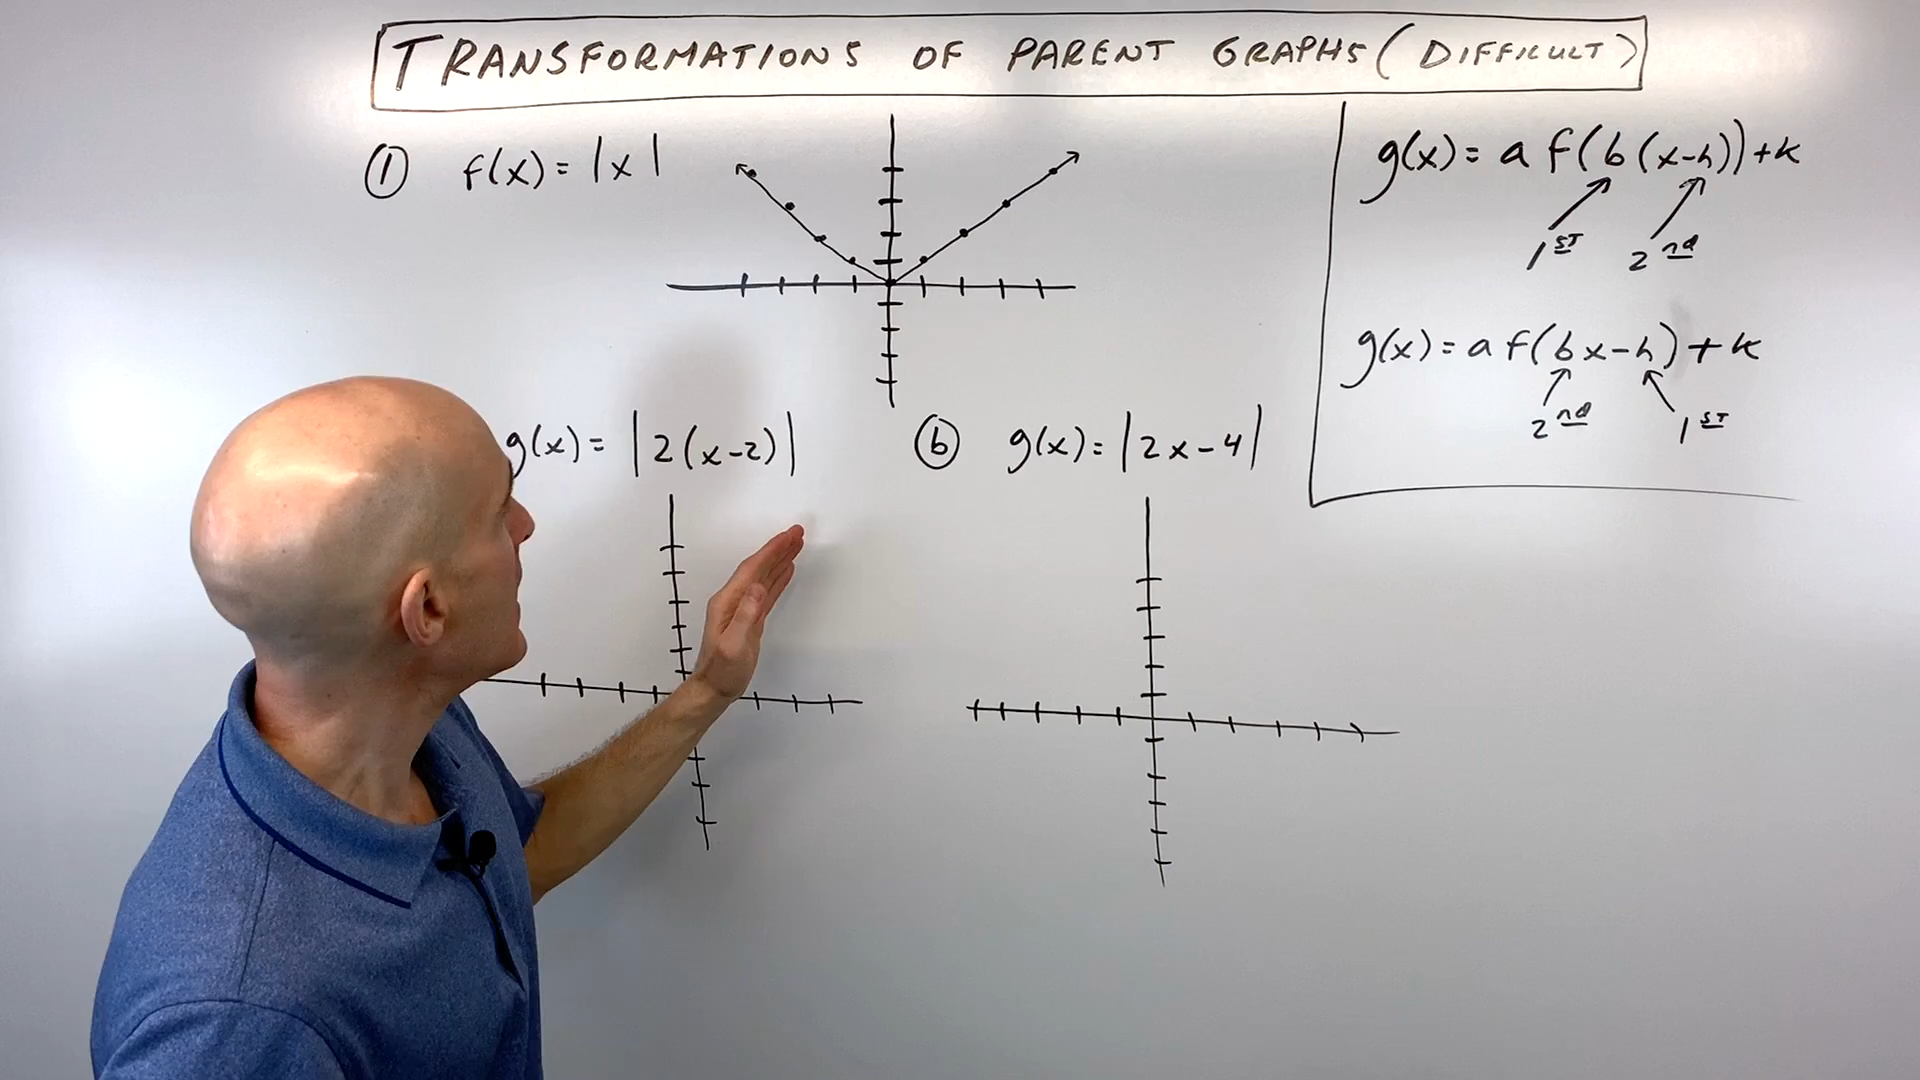 TRANSFORMATIONS OF PARENT GRAPHS (DIFFICULT)
① f(x) = |x|
g(x) = |2(x-2)|
ⓑ g(x) = |2x-4|
g(x) = a f(b(x-h)) + k
1ST 2nd
g(x) = a f(bx-h) + k
2nd 1ST